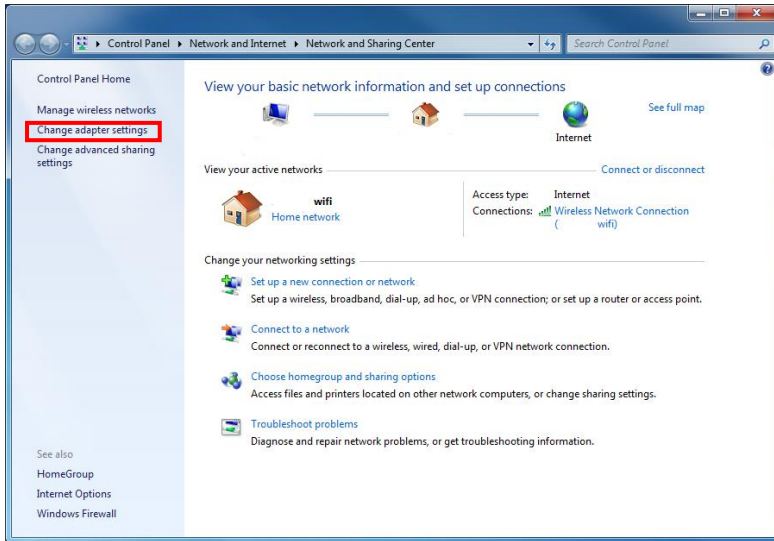 Control Panel ▸ Network and Internet ▸ Network and Sharing Center
Search Control Panel
Control Panel Home
Manage wireless networks
Change adapter settings
Change advanced sharing
settings
See also
HomeGroup
Internet Options
Windows Firewall
View your basic network information and set up connections
See full map
Internet
View your active networks
Connect or disconnect
wifi
Home network
Access type: Internet
Connections: Wireless Network Connection
( wifi)
Change your networking settings
Set up a new connection or network
Set up a wireless, broadband, dial-up, ad hoc, or VPN connection; or set up a router or access point.
Connect to a network
Connect or reconnect to a wireless, wired, dial-up, or VPN network connection.
Choose homegroup and sharing options
Access files and printers located on other network computers, or change sharing settings.
Troubleshoot problems
Diagnose and repair network problems, or get troubleshooting information.